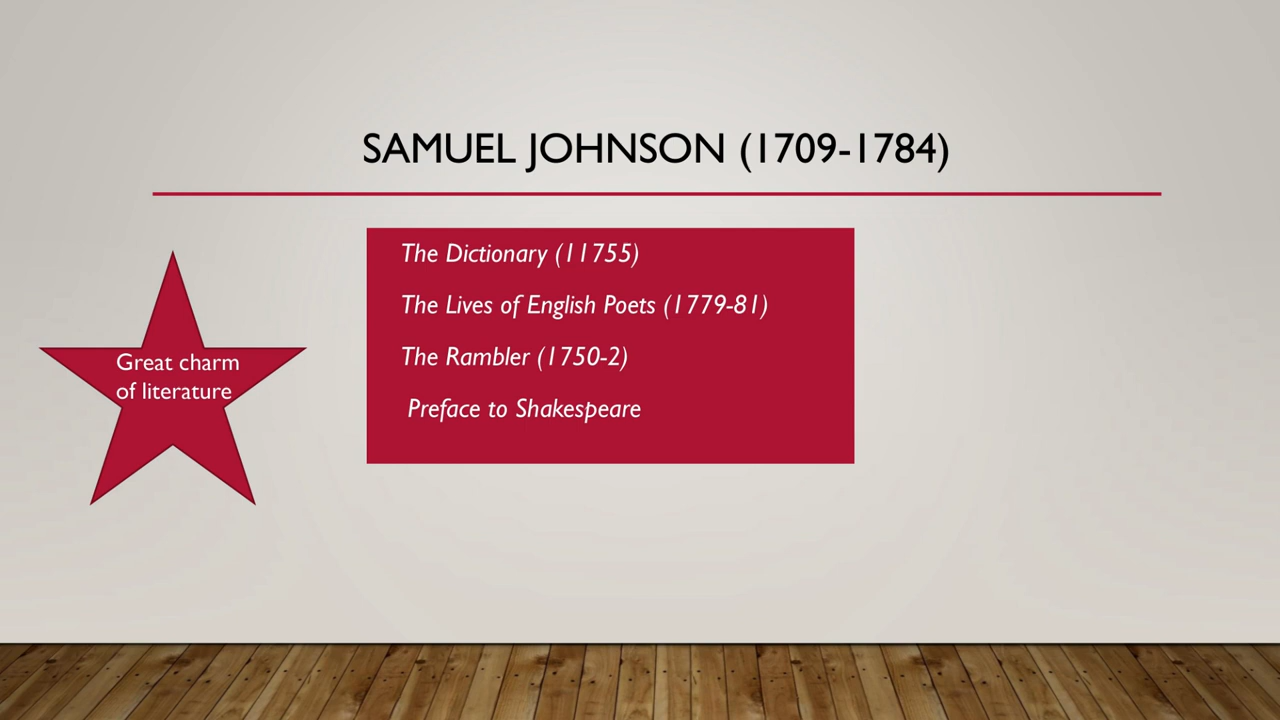 SAMUEL JOHNSON (1709-1784)
The Dictionary (11755)
The Lives of English Poets (1779-81)
The Rambler (1750-2)
Preface to Shakespeare
Great charm
of literature